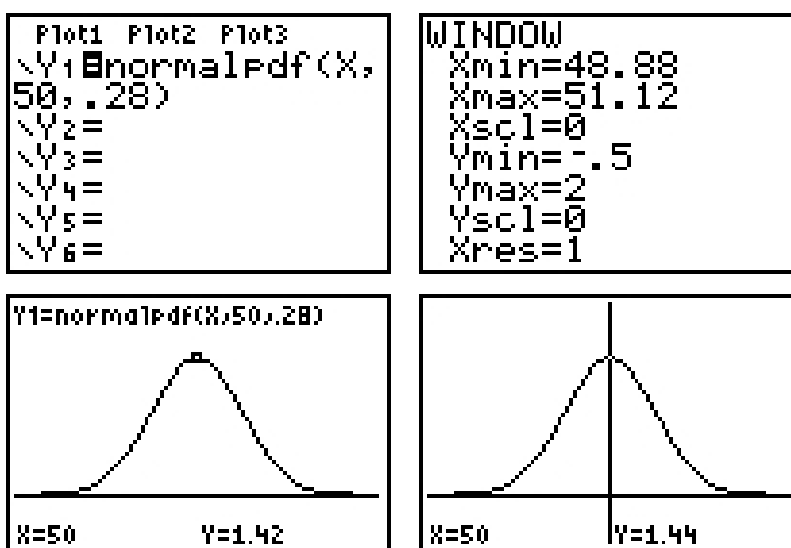 Plot1 Plot2 Plot3
\Y1=normalpdf(X,
50,.28)
\Y2=
\Y3=
\Y4=
\Y5=
\Y6=
WINDOW
Xmin=48.88
Xmax=51.12
Xscl=0
Ymin=-.5
Ymax=2
Yscl=0
Xres=1
Y1=normalpdf(X,50,.28)
X=50 Y=1.42
X=50 Y=1.44